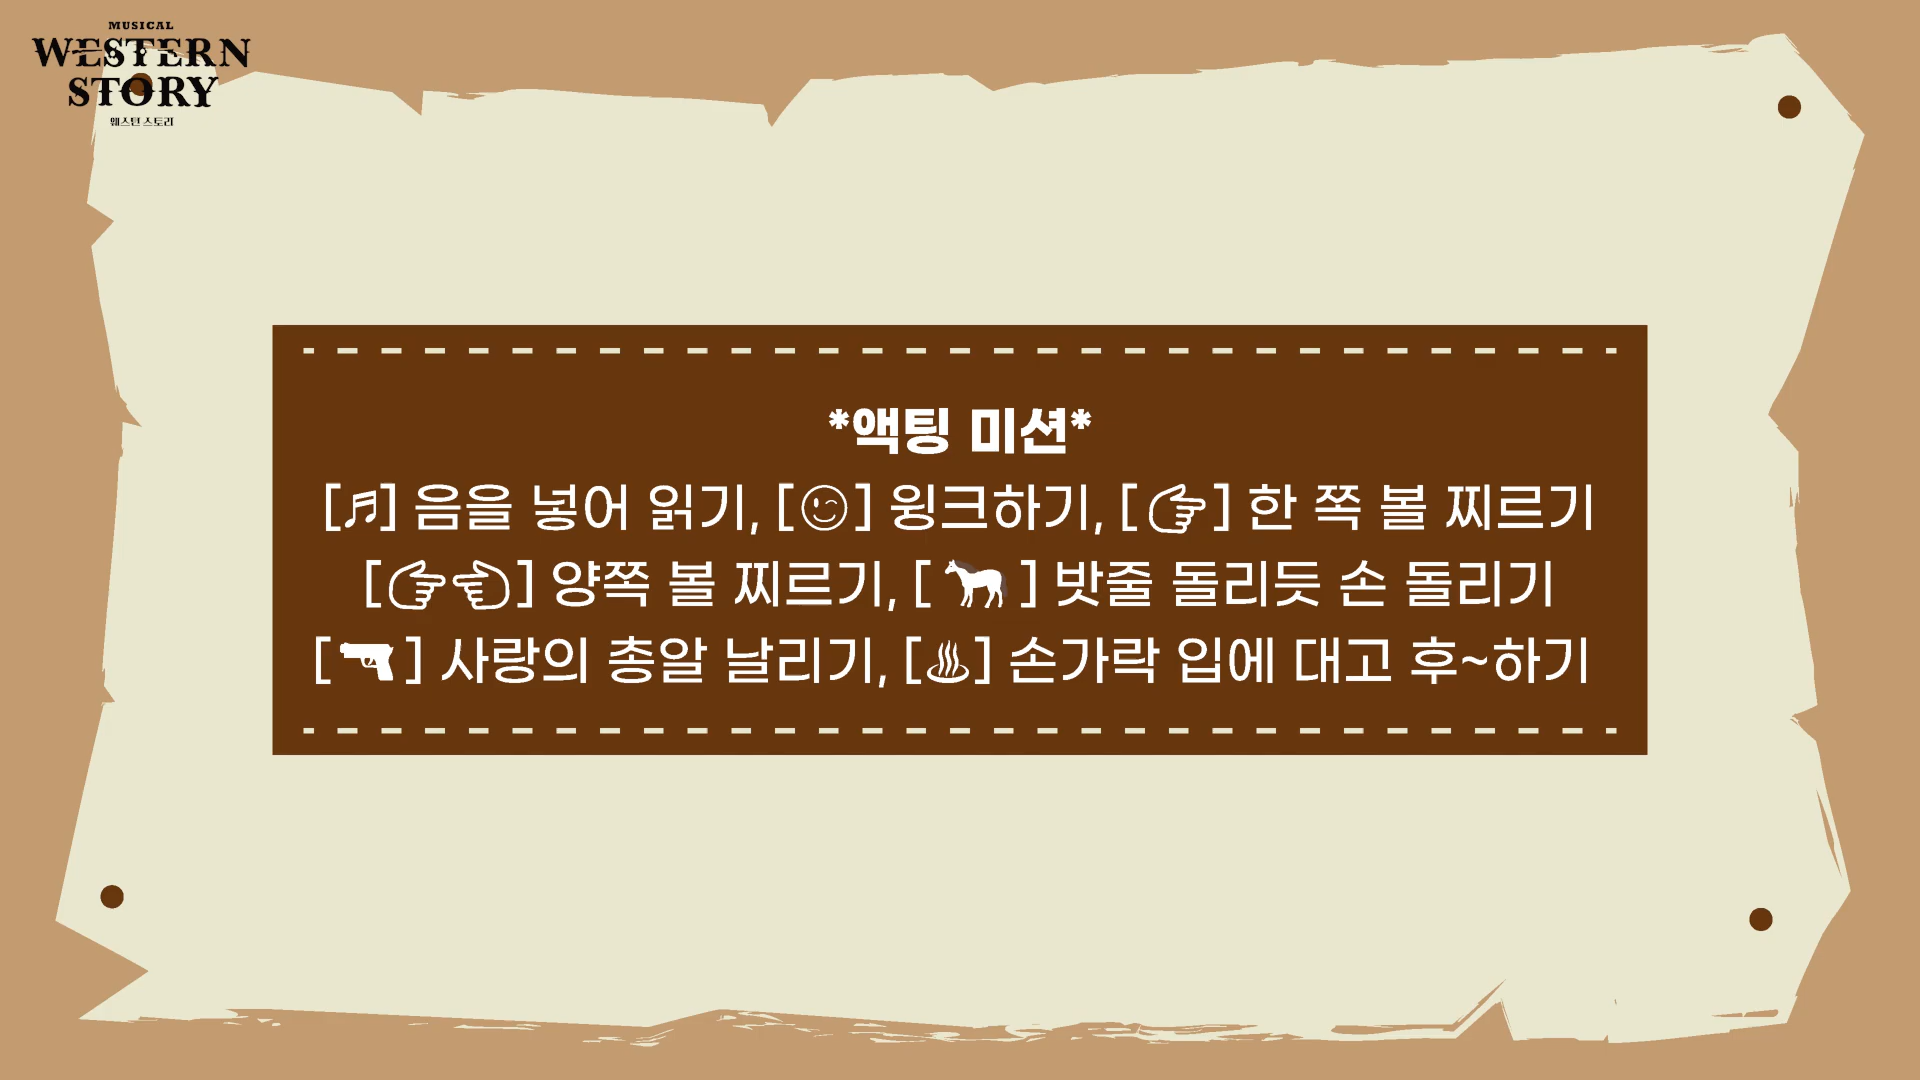 MUSICAL
WESTERN
STORY
웨스턴 스토리
*액팅 미션*
[♬] 음을 넣어 읽기, [😉] 윙크하기, [👉] 한 쪽 볼 찌르기
[👉👈] 양쪽 볼 찌르기, [🐎] 밧줄 돌리듯 손 돌리기
[🔫] 사랑의 총알 날리기, [♨] 손가락 입에 대고 후~하기